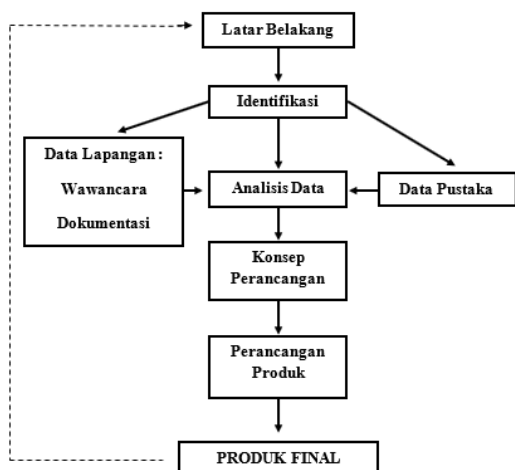 Latar Belakang
Identifikasi
Data Lapangan :
Wawancara
Dokumentasi
Analisis Data
Data Pustaka
Konsep
Perancangan
Perancangan
Produk
PRODUK FINAL